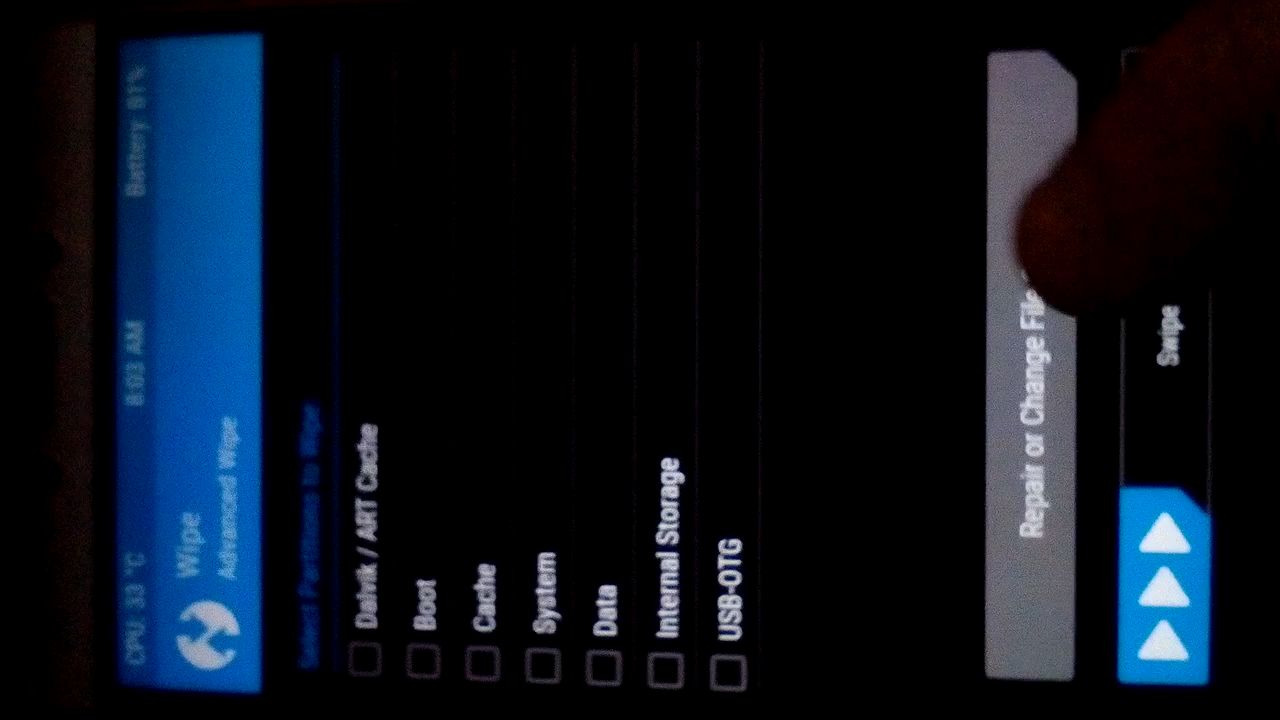 CPU: 33 °C 8:03 AM Battery: 81%
Wipe
Advanced Wipe
Select Partitions to Wipe
Dalvik / ART Cache
Boot
Cache
System
Data
Internal Storage
USB-OTG
Repair or Change File
Swipe